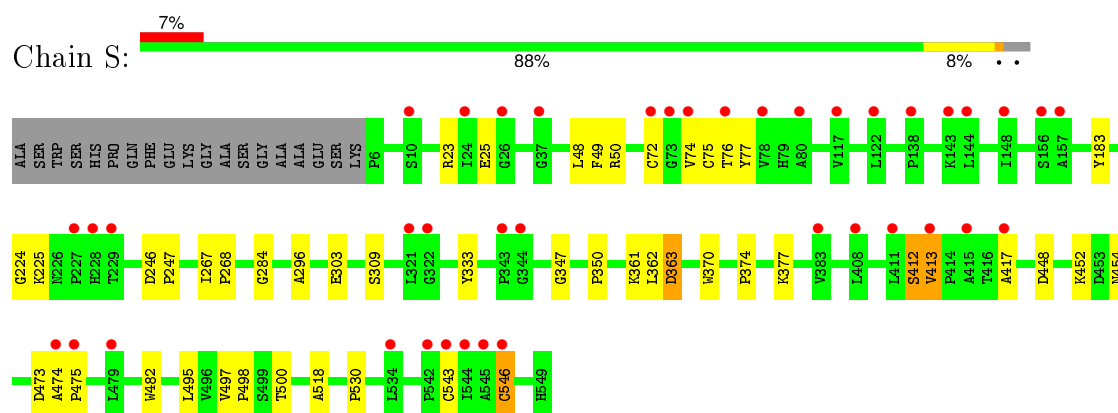 7%
Chain S:
88%
8%
ALA SER TRP GLN SER HIS PRO GLN PHE GLU LYS GLY ALA SER GLY ALA ALA GLU SER LYS P6 S10 R23 I24 E25 G26 G37 L48 F49 R50 C72 G73 V74 C75 T76 Y77 V78 H79 A80 V117 L122 P138 K143 L144 I148 S156 A157 Y183
G224 K225 N226 P227 H228 T229 D246 P247 I267 P268 G284 A296 E303 S309 L321 G322 Y333 P343 G344 G347 P350 K361 L362 D363 W370 P374 K377 V383 L408 L411 S412 V413 P414 A415 T416 A417 D448 K452 D453 N454
D473 A474 P475 L479 W482 L495 V496 V497 P498 S499 T500 A518 P530 L534 P542 C543 I544 A545 C546 H549